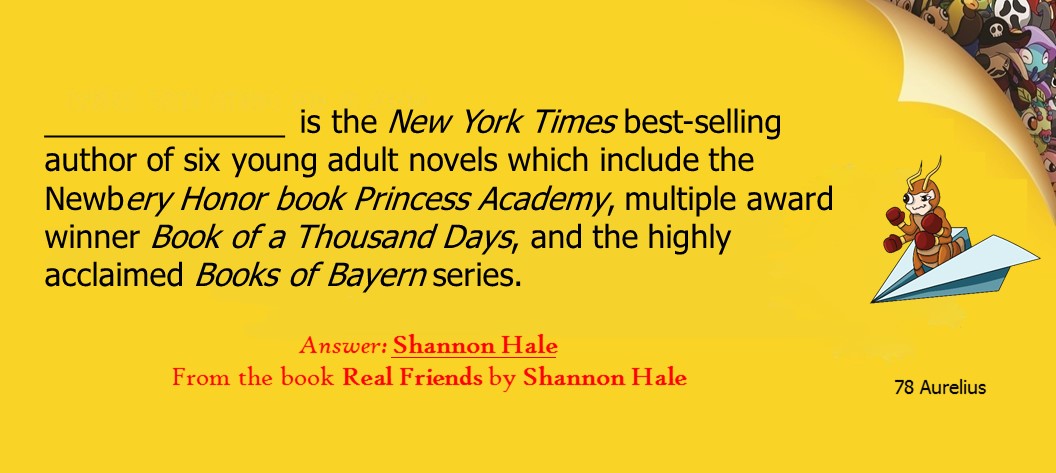 _______________ is the New York Times best-selling
author of six young adult novels which include the
Newbery Honor book Princess Academy, multiple award
winner Book of a Thousand Days, and the highly
acclaimed Books of Bayern series.
Answer: Shannon Hale
From the book Real Friends by Shannon Hale
78 Aurelius